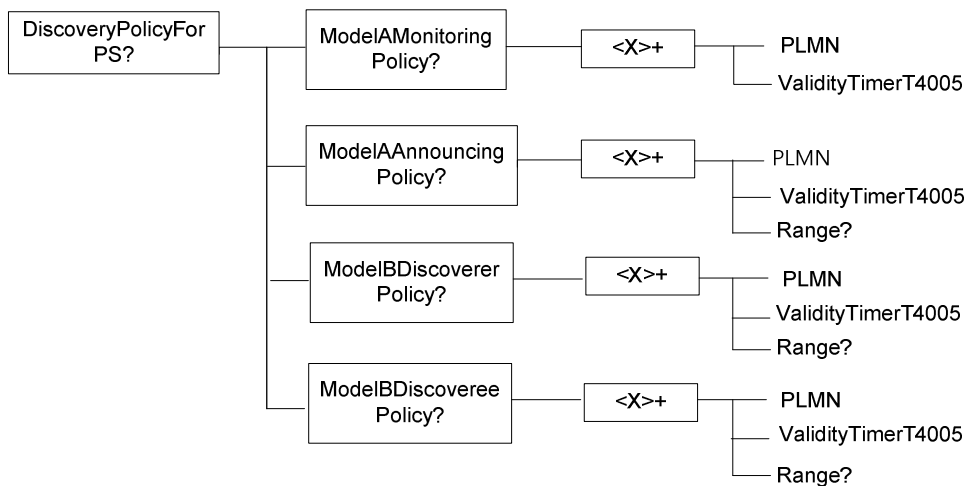 DiscoveryPolicyFor
PS?
ModelAMonitoring
Policy?
<X>+
PLMN
ValidityTimerT4005
ModelAAnnouncing
Policy?
<X>+
PLMN
ValidityTimerT4005
Range?
ModelBDiscoverer
Policy?
<X>+
PLMN
ValidityTimerT4005
Range?
ModelBDiscoveree
Policy?
<X>+
PLMN
ValidityTimerT4005
Range?